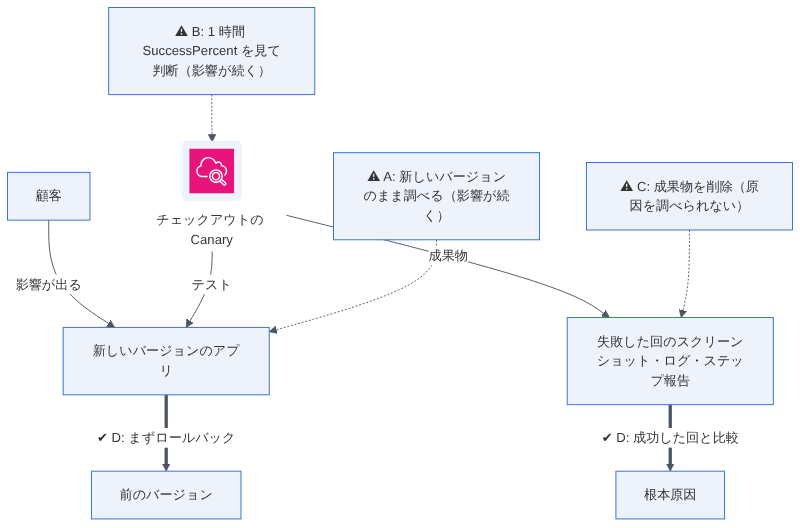 ⚠ B: 1 時間
SuccessPercent を見て
判断（影響が続く）
⚠ A: 新しいバージョン
のまま調べる（影響が続
く）
⚠ C: 成果物を削除（原
因を調べられない）
顧客
チェックアウトの
Canary
成果物
影響が出る
テスト
新しいバージョンのアプ
リ
失敗した回のスクリーン
ショット・ログ・ステッ
プ報告
✔ D: まずロールバック
✔ D: 成功した回と比較
前のバージョン
根本原因